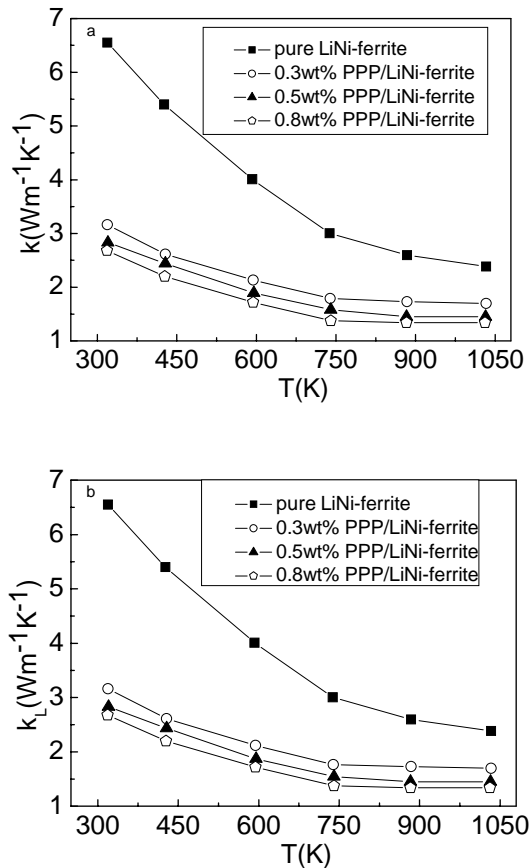 a
pure LiNi-ferrite
0.3wt% PPP/LiNi-ferrite
0.5wt% PPP/LiNi-ferrite
0.8wt% PPP/LiNi-ferrite
k(Wm⁻¹K⁻¹)
7
6
5
4
3
2
1
300 450 600 750 900 1050
T(K)
b
pure LiNi-ferrite
0.3wt% PPP/LiNi-ferrite
0.5wt% PPP/LiNi-ferrite
0.8wt% PPP/LiNi-ferrite
k_L(Wm⁻¹K⁻¹)
7
6
5
4
3
2
1
300 450 600 750 900 1050
T(K)